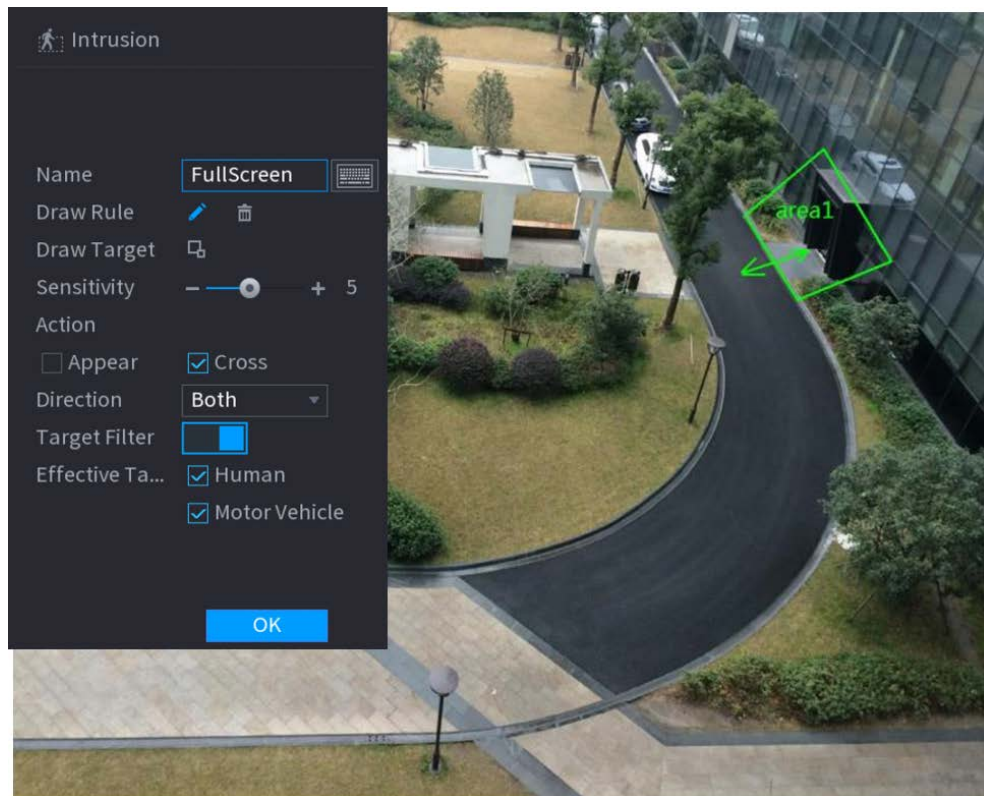 Intrusion
Name FullScreen
Draw Rule
Draw Target
Sensitivity - + 5
Action
Appear Cross
Direction Both
Target Filter
Effective Ta... Human
Motor Vehicle
OK
area1